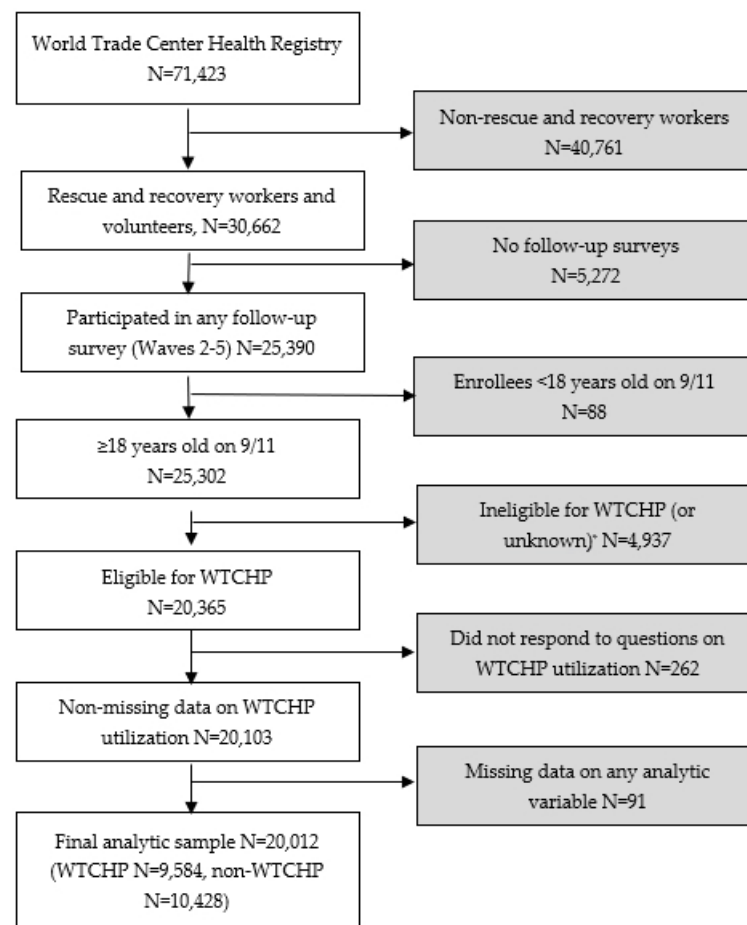 World Trade Center Health Registry
N=71,423
Non-rescue and recovery workers
N=40,761
Rescue and recovery workers and
volunteers, N=30,662
No follow-up surveys
N=5,272
Participated in any follow-up
survey (Waves 2-5) N=25,390
Enrollees <18 years old on 9/11
N=88
≥18 years old on 9/11
N=25,302
Ineligible for WTCHP (or
unknown)* N=4,937
Eligible for WTCHP
N=20,365
Did not respond to questions on
WTCHP utilization N=262
Non-missing data on WTCHP
utilization N=20,103
Missing data on any analytic
variable N=91
Final analytic sample N=20,012
(WTCHP N=9,584, non-WTCHP
N=10,428)